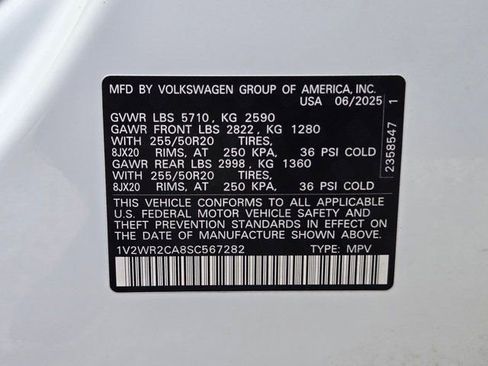 MFD BY VOLKSWAGEN GROUP OF AMERICA, INC.
USA 06/2025
GVWR LBS 5710, KG 2590
GAWR FRONT LBS 2822, KG 1280
WITH 255/50R20 TIRES,
8JX20 RIMS, AT 250 KPA, 36 PSI COLD
GAWR REAR LBS 2998, KG 1360
WITH 255/50R20 TIRES,
8JX20 RIMS, AT 250 KPA, 36 PSI COLD
THIS VEHICLE CONFORMS TO ALL APPLICABLE
U.S. FEDERAL MOTOR VEHICLE SAFETY AND
THEFT PREVENTION STANDARDS IN EFFECT ON
THE DATE OF MANUFACTURE SHOWN ABOVE.
1V2WR2CA8SC567282 TYPE: MPV
2358547 1